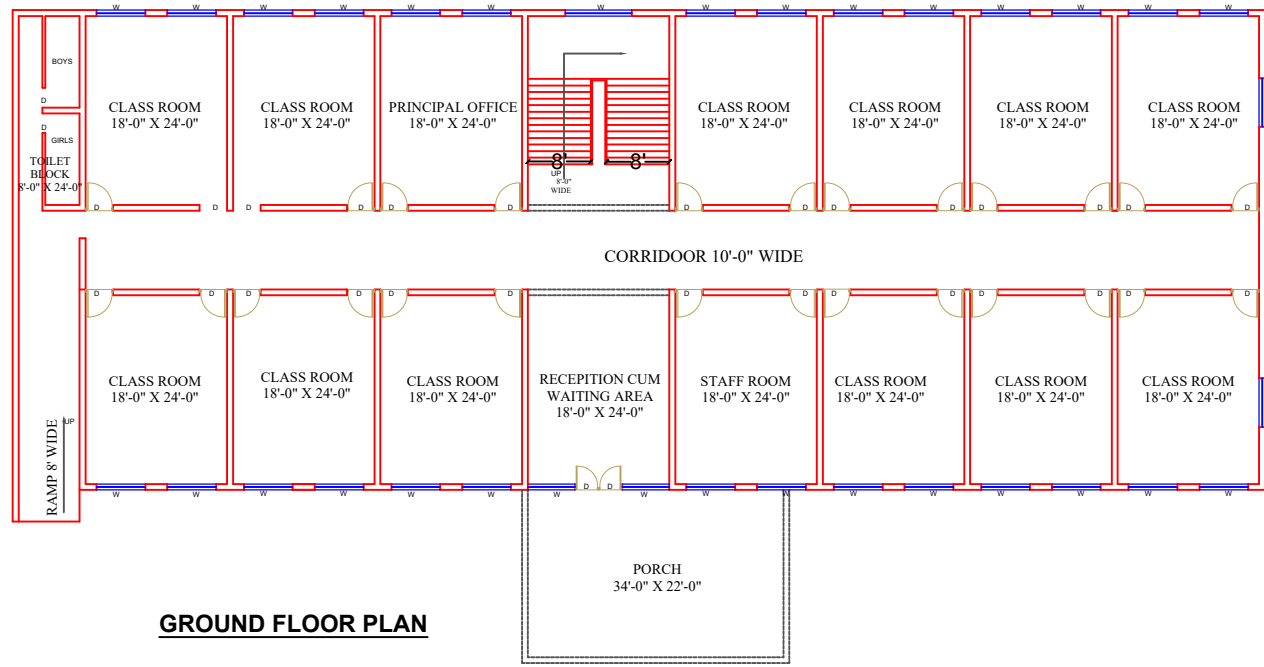 W W W W W W W W W W W W W W W
BOYS
D
D
GIRLS
TOILET
BLOCK
8'-0" X 24'-0"
CLASS ROOM
18'-0" X 24'-0"
CLASS ROOM
18'-0" X 24'-0"
PRINCIPAL OFFICE
18'-0" X 24'-0"
8' 8'
UP
8'-0"
WIDE
CLASS ROOM
18'-0" X 24'-0"
CLASS ROOM
18'-0" X 24'-0"
CLASS ROOM
18'-0" X 24'-0"
CLASS ROOM
18'-0" X 24'-0"
D D D D D D D D D D D D D D
CORRIDOOR 10'-0" WIDE
D D D D D D D D D D D D D D
CLASS ROOM
18'-0" X 24'-0"
CLASS ROOM
18'-0" X 24'-0"
CLASS ROOM
18'-0" X 24'-0"
RECEPITION CUM
WAITING AREA
18'-0" X 24'-0"
STAFF ROOM
18'-0" X 24'-0"
CLASS ROOM
18'-0" X 24'-0"
CLASS ROOM
18'-0" X 24'-0"
CLASS ROOM
18'-0" X 24'-0"
UP
RAMP 8' WIDE
D D
W W W W W W W W W W W W W W W W
PORCH
34'-0" X 22'-0"
GROUND FLOOR PLAN